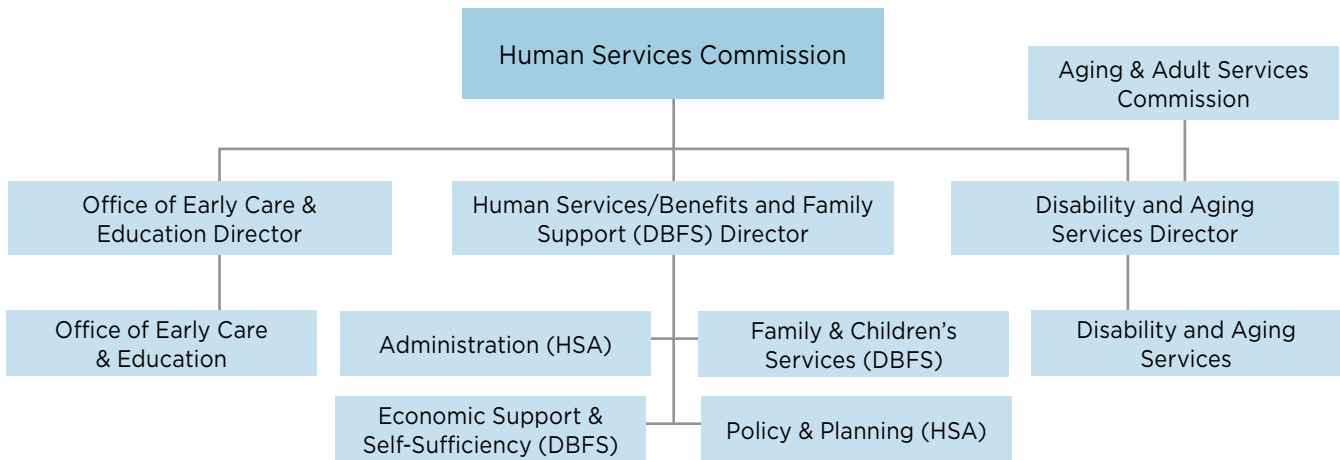 Human Services Commission
Aging & Adult Services
Commission
Office of Early Care &
Education Director
Human Services/Benefits and Family
Support (DBFS) Director
Disability and Aging
Services Director
Office of Early Care
& Education
Administration (HSA)
Family & Children's
Services (DBFS)
Disability and Aging
Services
Economic Support &
Self-Sufficiency (DBFS)
Policy & Planning (HSA)